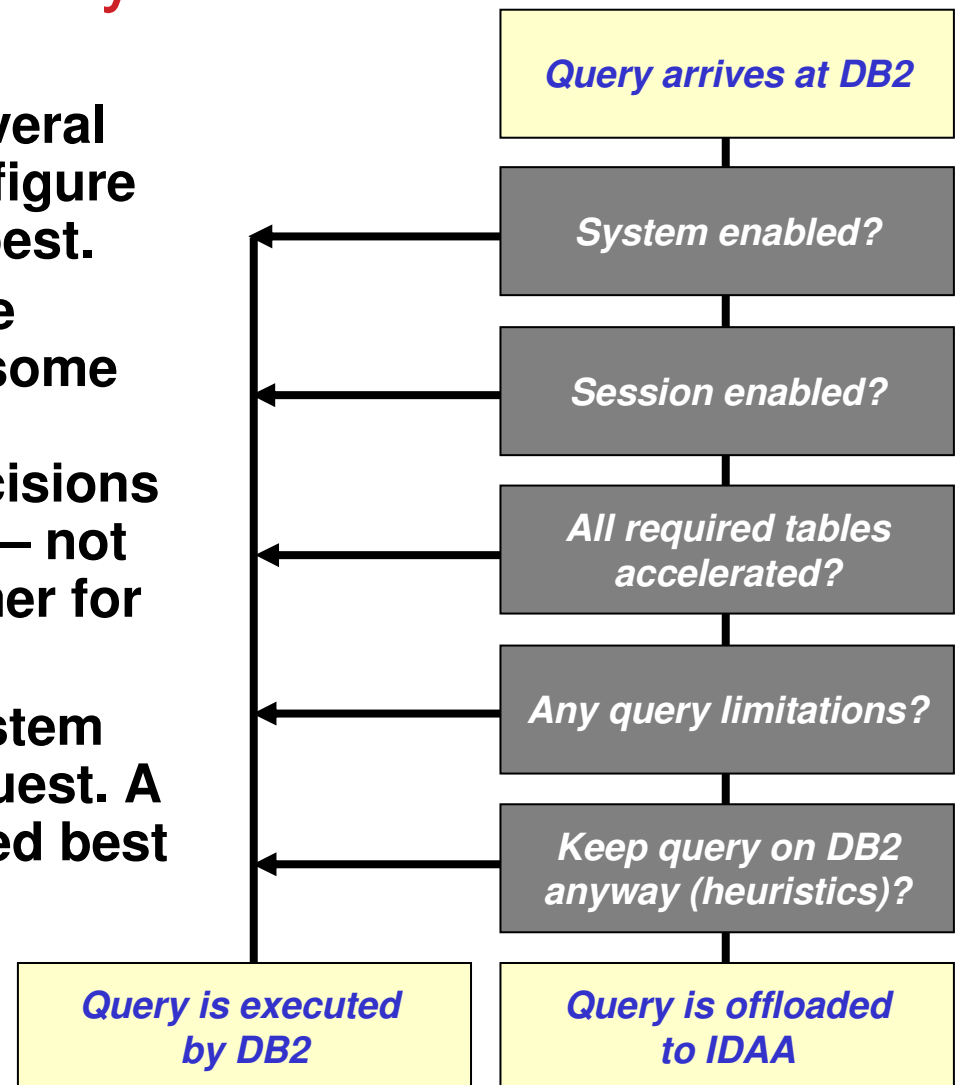 y
veral
figure
best.
e
some
cisions
– not
ner for
stem
uest. A
ed best
Query arrives at DB2
System enabled?
Session enabled?
All required tables
accelerated?
Any query limitations?
Keep query on DB2
anyway (heuristics)?
Query is executed
by DB2
Query is offloaded
to IDAA